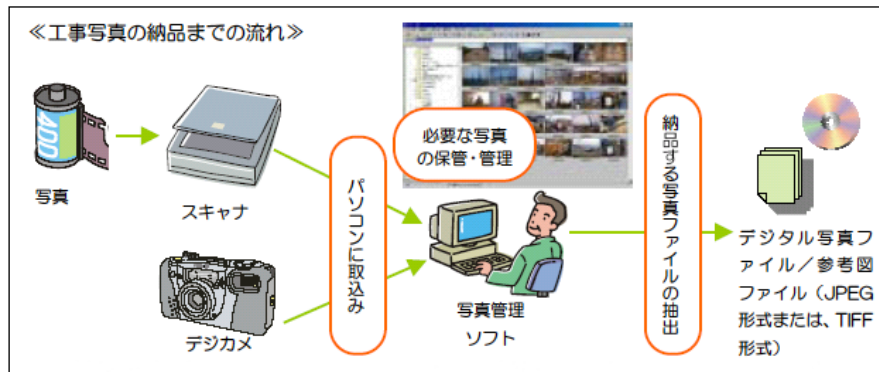 ≪工事写真の納品までの流れ≫
400
写真
スキャナ
デジカメ
パソコンに取込み
必要な写真
の保管・管理
写真管理
ソフト
納品する写真ファイルの抽出
デジタル写真フ
ァイル／参考図
ファイル（JPEG
形式または、TIFF
形式）